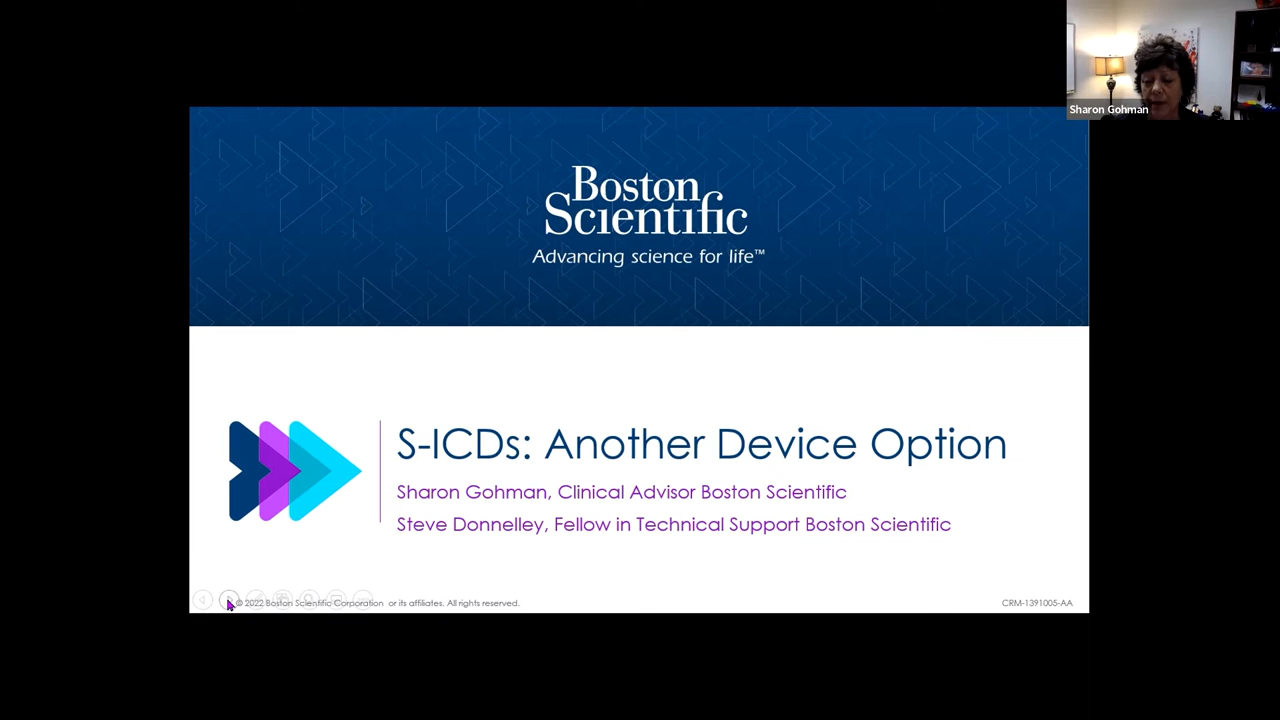 Sharon Gohman
Boston
Scientific
Advancing science for life™
S-ICDs: Another Device Option
Sharon Gohman, Clinical Advisor Boston Scientific
Steve Donnelley, Fellow in Technical Support Boston Scientific
© 2022 Boston Scientific Corporation or its affiliates. All rights reserved.
CRM-1391005-AA